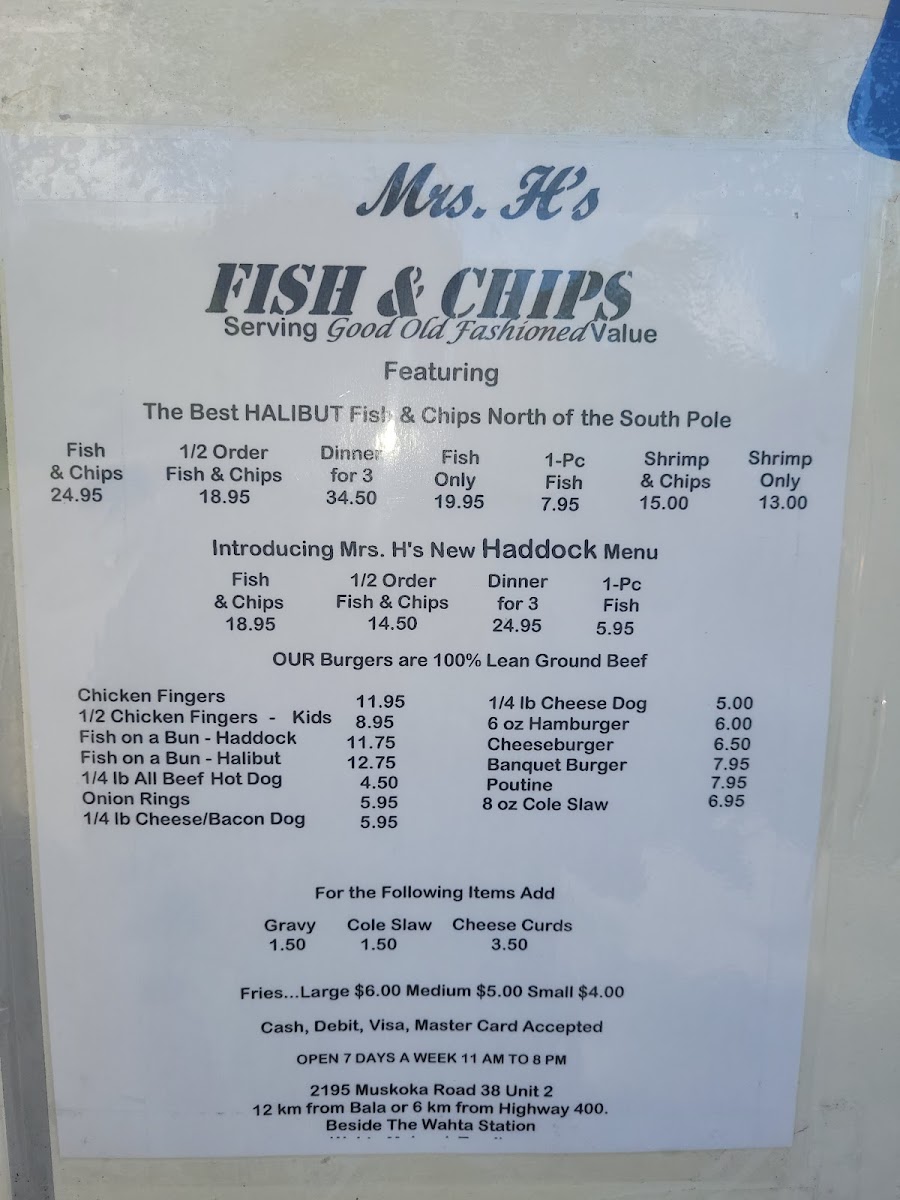 Mrs. H's
FISH & CHIPS
Serving Good Old Fashioned Value
Featuring
The Best HALIBUT Fish & Chips North of the South Pole
Fish & Chips 24.95
1/2 Order Fish & Chips 18.95
Dinner for 3 34.50
Fish Only 19.95
1-Pc Fish 7.95
Shrimp & Chips 15.00
Shrimp Only 13.00
Introducing Mrs. H's New Haddock Menu
Fish & Chips 18.95
1/2 Order Fish & Chips 14.50
Dinner for 3 24.95
1-Pc Fish 5.95
OUR Burgers are 100% Lean Ground Beef
Chicken Fingers 11.95
1/2 Chicken Fingers - Kids 8.95
Fish on a Bun - Haddock 11.75
Fish on a Bun - Halibut 12.75
1/4 lb All Beef Hot Dog 4.50
Onion Rings 5.95
1/4 lb Cheese/Bacon Dog 5.95
1/4 lb Cheese Dog 5.00
6 oz Hamburger 6.00
Cheeseburger 6.50
Banquet Burger 7.95
Poutine 7.95
8 oz Cole Slaw 6.95
For the Following Items Add
Gravy Cole Slaw Cheese Curds
1.50 1.50 3.50
Fries...Large $6.00 Medium $5.00 Small $4.00
Cash, Debit, Visa, Master Card Accepted
OPEN 7 DAYS A WEEK 11 AM TO 8 PM
2195 Muskoka Road 38 Unit 2
12 km from Bala or 6 km from Highway 400.
Beside The Wahta Station